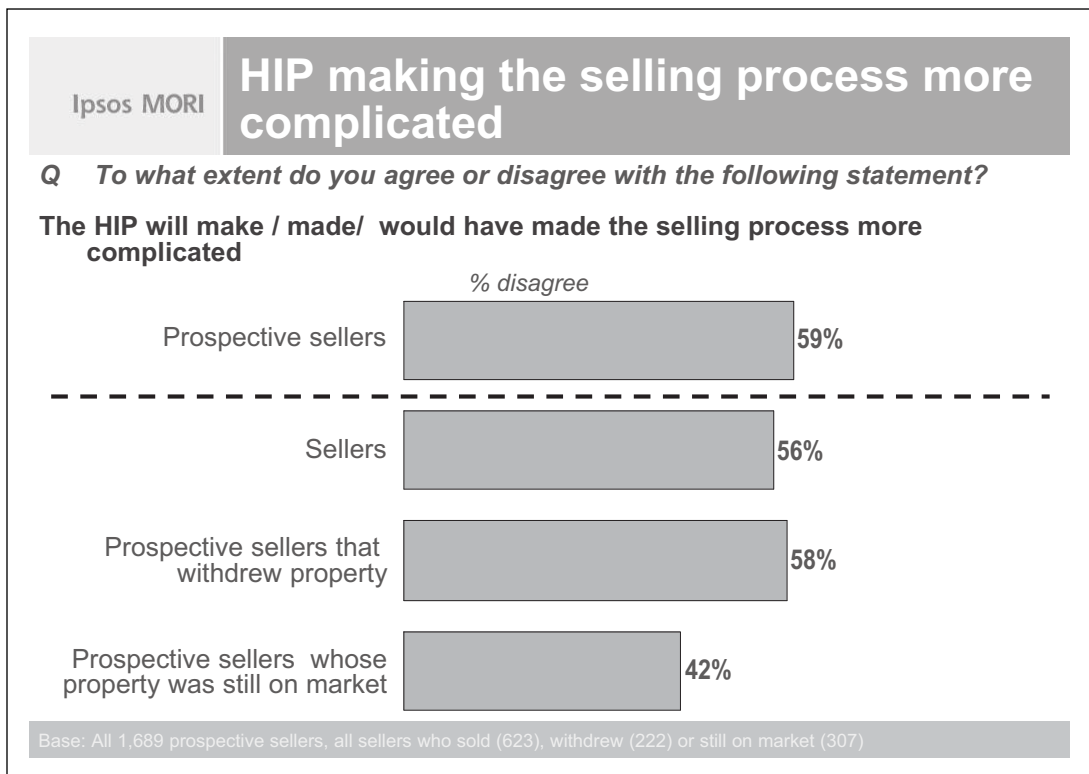 Ipsos MORI
HIP making the selling process more
complicated
Q To what extent do you agree or disagree with the following statement?
The HIP will make / made/ would have made the selling process more
complicated
% disagree
Prospective sellers
59%
Sellers
56%
Prospective sellers that
withdrew property
58%
Prospective sellers whose
property was still on market
42%
Base: All 1,689 prospective sellers, all sellers who sold (623), withdrew (222) or still on market (307)